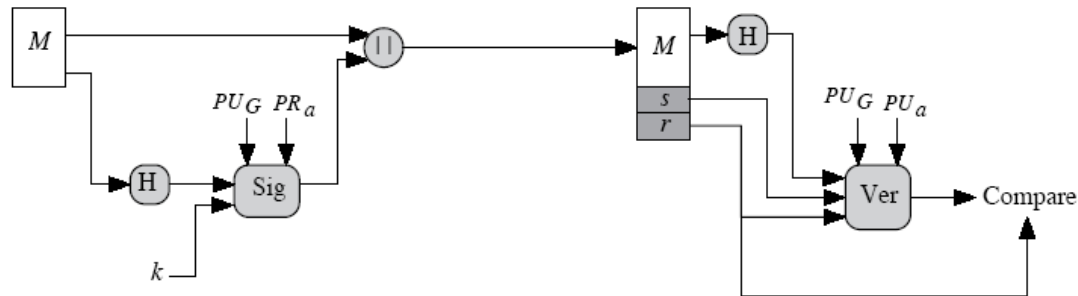 M
||
PU_G PR_a
H
Sig
k
M
H
s
r
PU_G PU_a
Ver
Compare